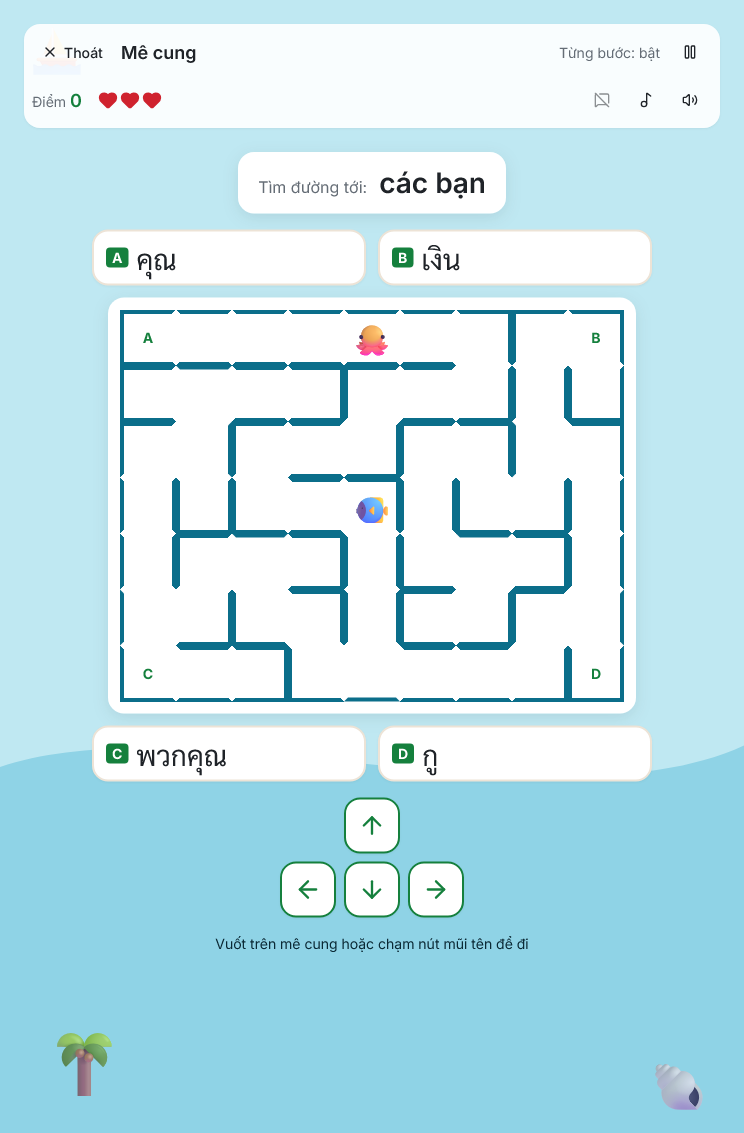 Thoát Mê cung Từng bước: bật
Điểm 0
Tìm đường tới: các bạn
A คุณ
B เงิน
A B
C D
C พวกคุณ
D กู
Vuốt trên mê cung hoặc chạm nút mũi tên để đi